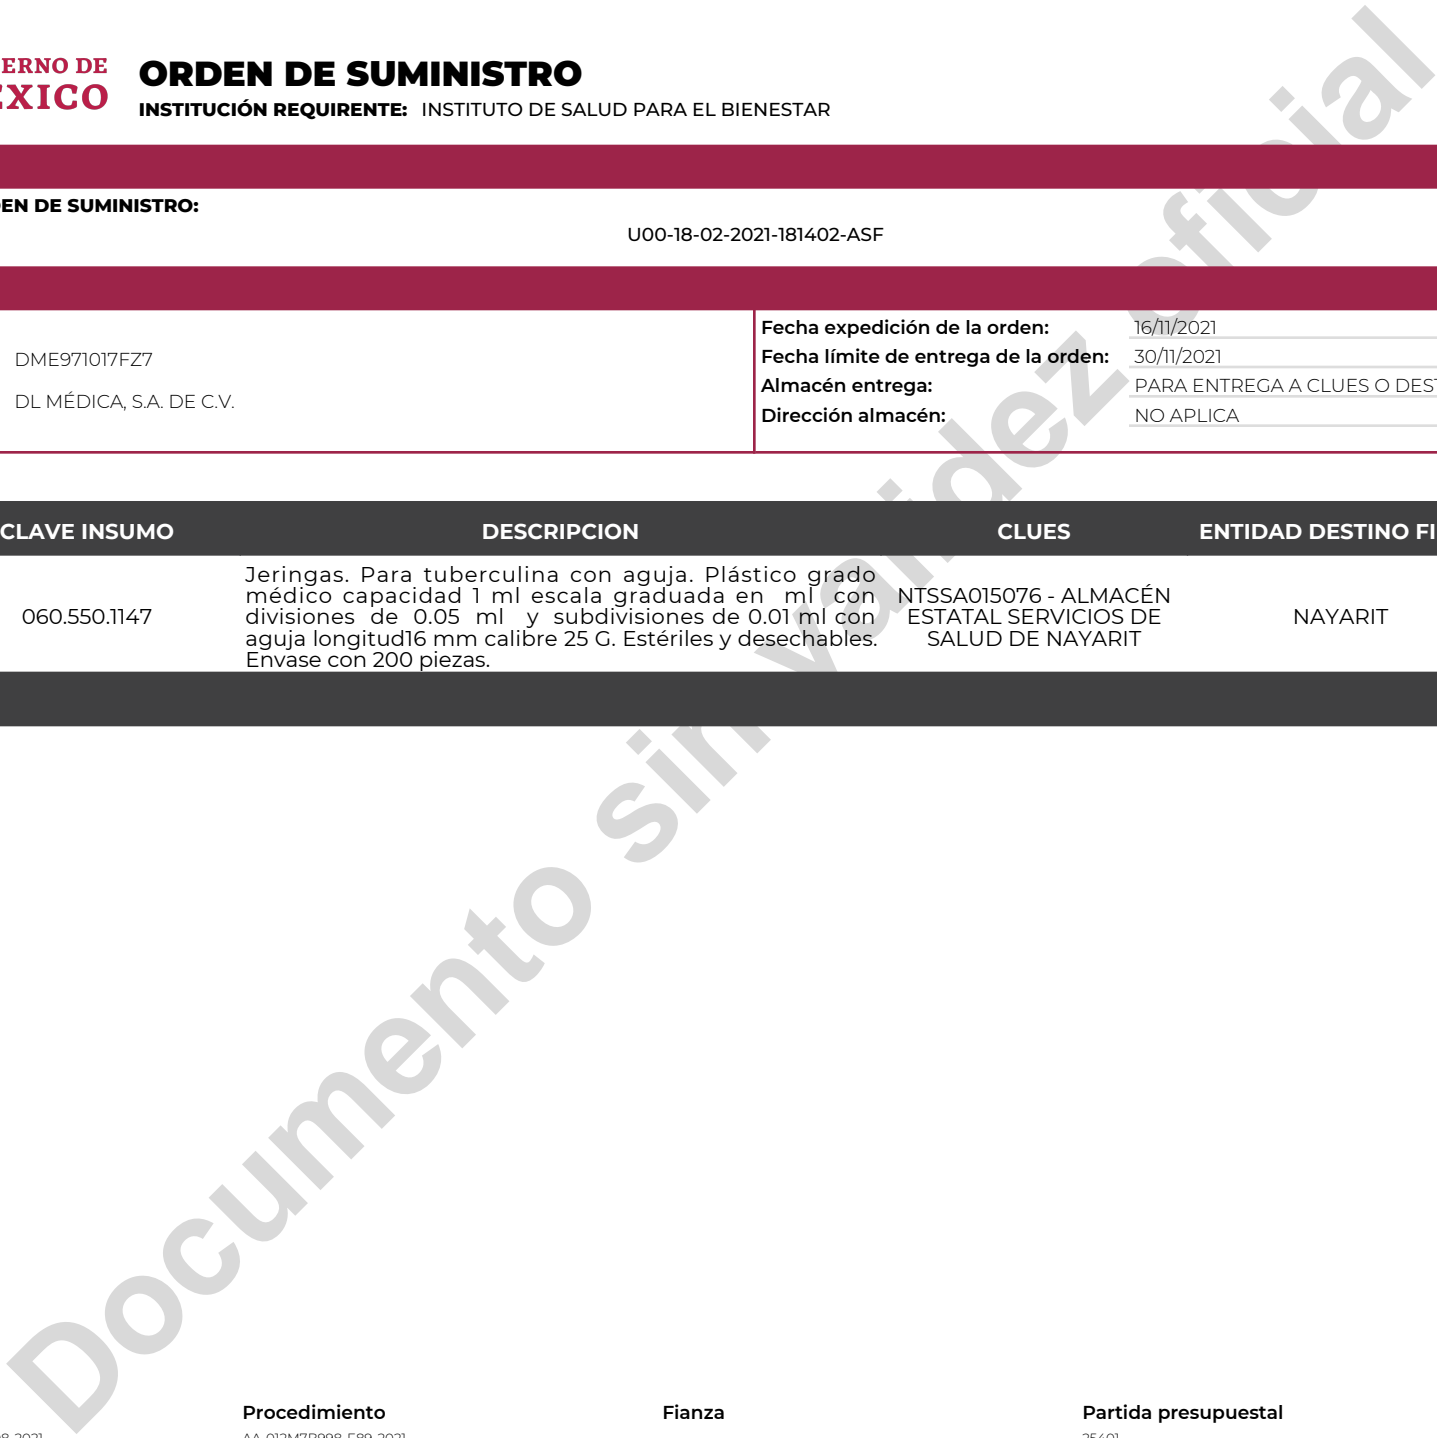 ORDEN DE SUMINISTRO
INSTITUCIÓN REQUIRENTE: INSTITUTO DE SALUD PARA EL BIENESTAR
ERNO DE
XICO
EN DE SUMINISTRO:
U00-18-02-2021-181402-ASF
DME971017FZ7
DL MÉDICA, S.A. DE C.V.
Fecha expedición de la orden: 16/11/2021
Fecha límite de entrega de la orden: 30/11/2021
Almacén entrega: PARA ENTREGA A CLUES O DEST
Dirección almacén: NO APLICA
CLAVE INSUMO DESCRIPCION CLUES ENTIDAD DESTINO FI
060.550.1147
Jeringas. Para tuberculina con aguja. Plástico grado
médico capacidad 1 ml escala graduada en ml con
divisiones de 0.05 ml y subdivisiones de 0.01 ml con
aguja longitud16 mm calibre 25 G. Estériles y desechables.
Envase con 200 piezas.
NTSSA015076 - ALMACÉN
ESTATAL SERVICIOS DE
SALUD DE NAYARIT
NAYARIT
Documento sin validez oficial
Procedimiento Fianza Partida presupuestal